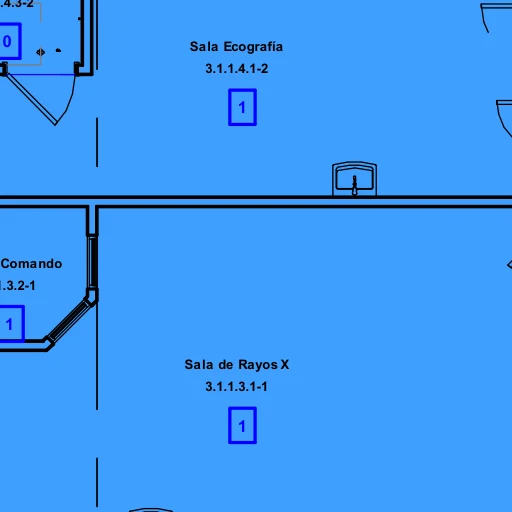 .4.3-2
0
Sala Ecografía
3.1.1.4.1-2
1
Comando
.3.2-1
1
Sala de Rayos X
3.1.1.3.1-1
1